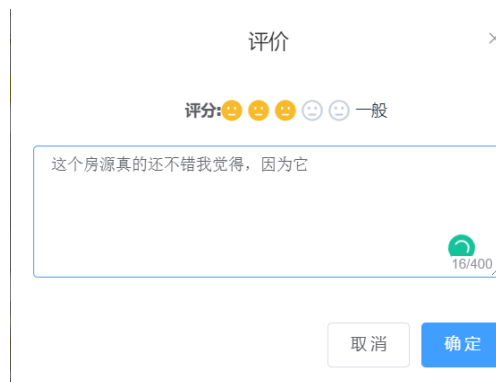 评价
评分: 一般
这个房源真的还不错我觉得，因为它
16/400
取消
确定